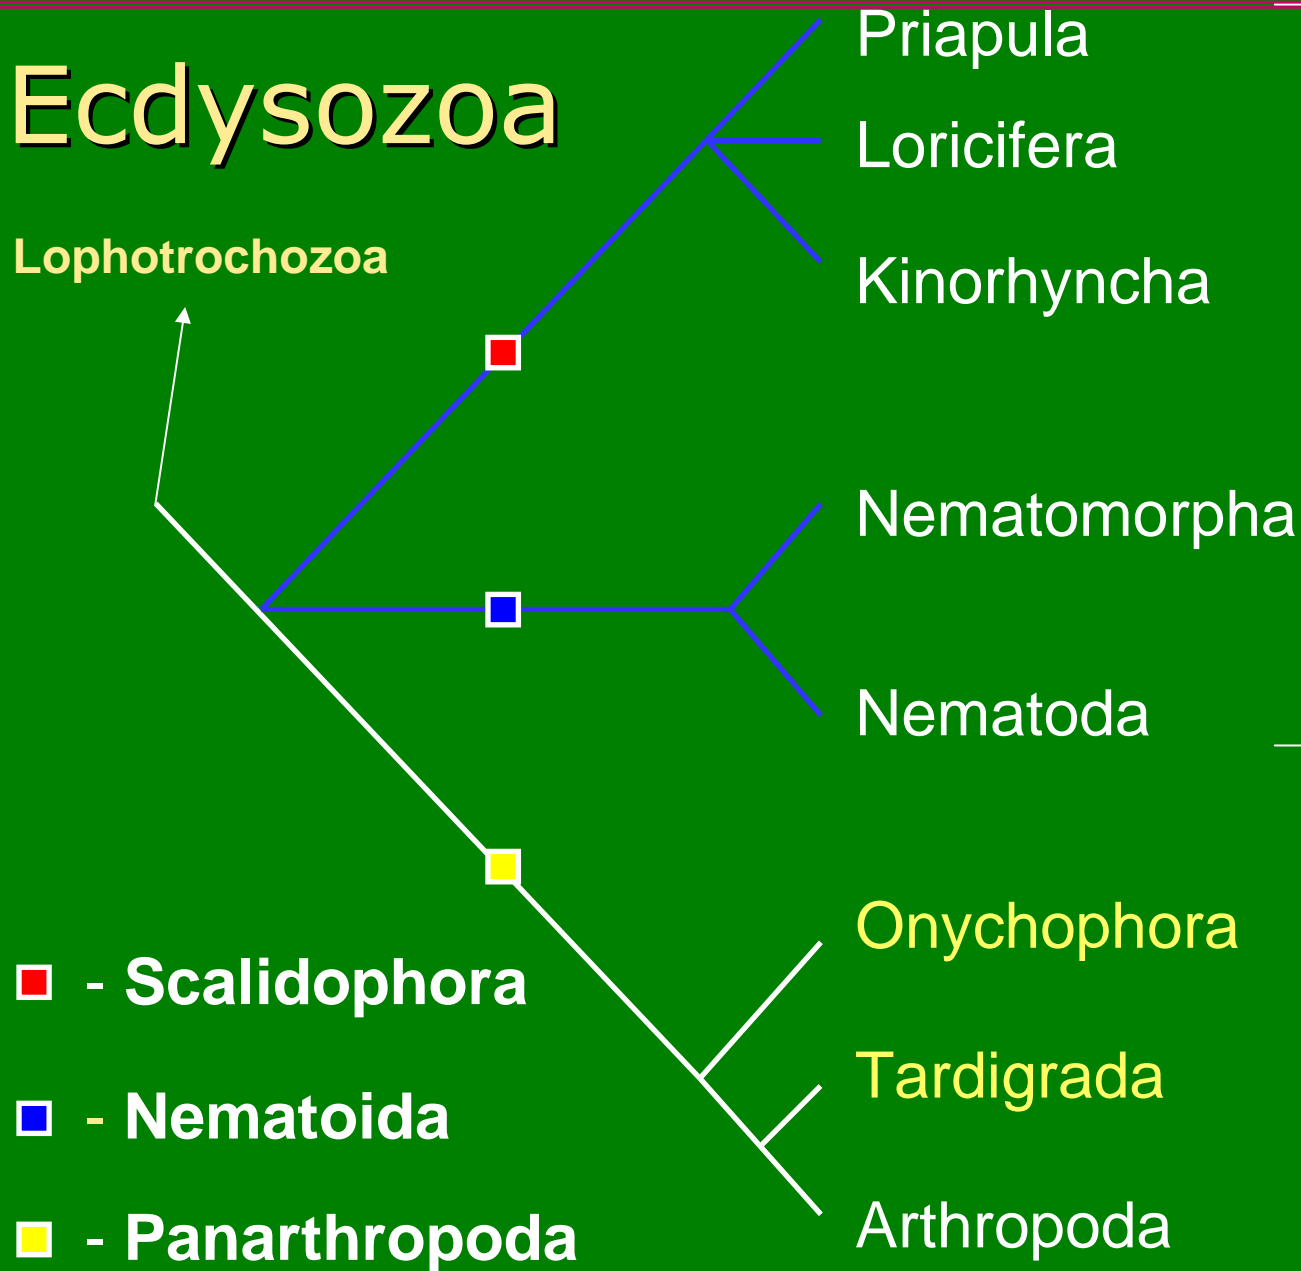 Ecdysozoa
Lophotrochozoa
Priapula
Loricifera
Kinorhyncha
Nematomorpha
Nematoda
Onychophora
Tardigrada
Arthropoda
- Scalidophora
- Nematoida
- Panarthropoda